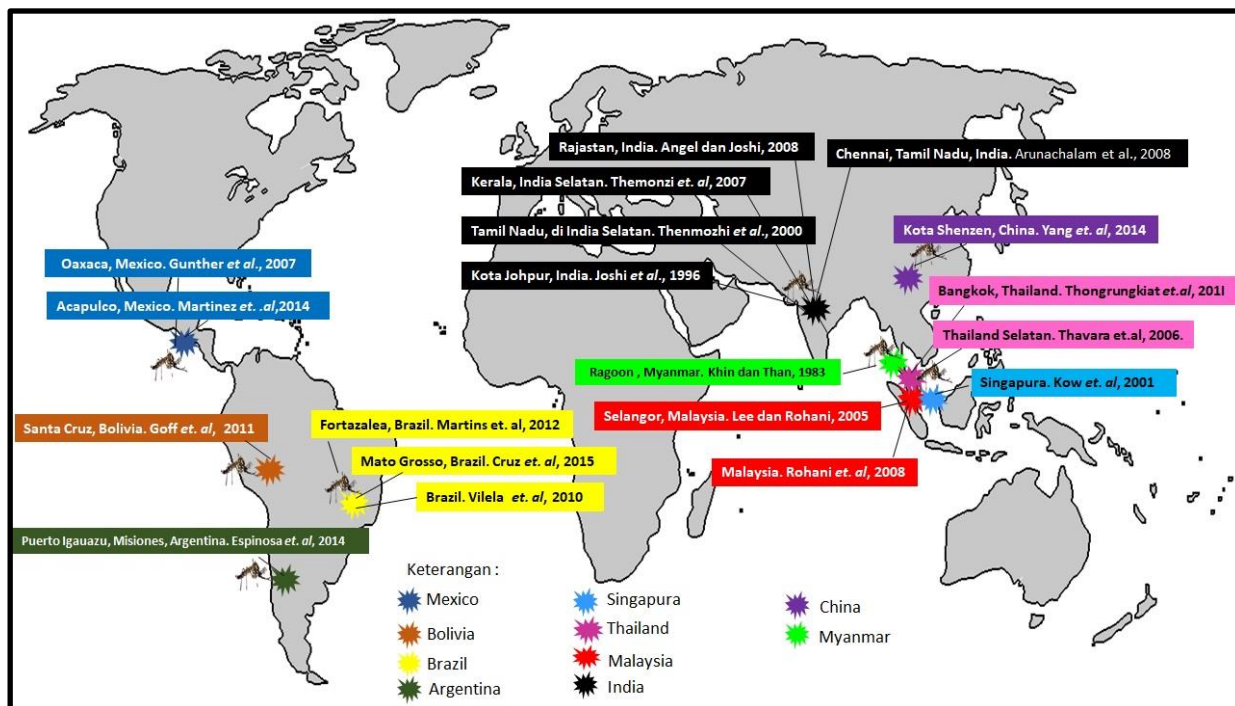 Rajastan, India. Angel dan Joshi, 2008
Chennai, Tamil Nadu, India. Arunachalam et al., 2008
Kerala, India Selatan. Themonzi et. al, 2007
Tamil Nadu, di India Selatan. Thenmozhi et al. 2000
Kota Johpur, India. Joshi et al., 1996
Kota Shenzen, China. Yang et. al, 2014
Oaxaca, Mexico. Gunther et al., 2007
Acapulco, Mexico. Martinez et. .al,2014
Bangkok, Thailand. Thongrungkiat et.al, 201I
Thailand Selatan. Thavara et.al, 2006.
Ragoon , Myanmar. Khin dan Than, 1983
Singapura. Kow et. al, 2001
Selangor, Malaysia. Lee dan Rohani, 2005
Malaysia. Rohani et. al, 2008
Santa Cruz, Bolivia. Goff et. al, 2011
Fortazalea, Brazil. Martins et. al, 2012
Mato Grosso, Brazil. Cruz et. al, 2015
Brazil. Vilela et. al, 2010
Puerto Igauazu, Misiones, Argentina. Espinosa et. al, 2014
Keterangan :
Mexico
Bolivia
Brazil
Argentina
Singapura
Thailand
Malaysia
India
China
Myanmar